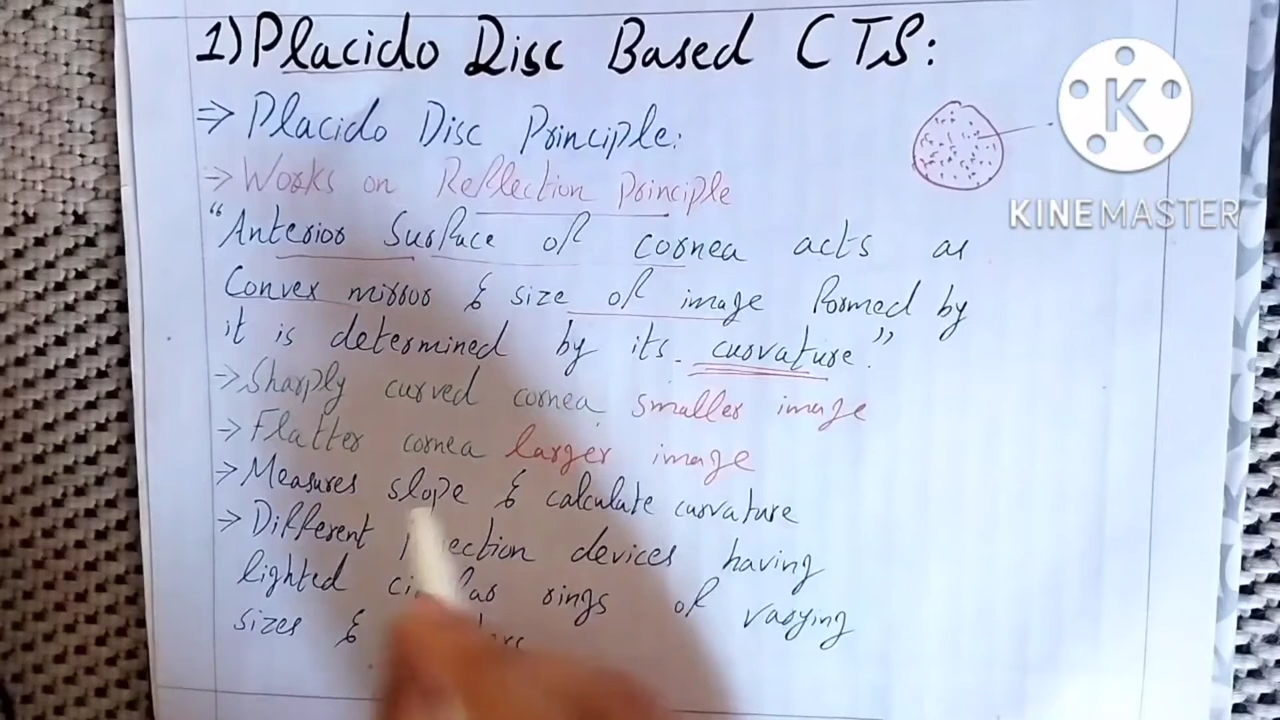 1) Placido Disc Based CTS:
⇒ Placido Disc Principle:
⇒ Works on Reflection Principle
“Anterior Surface of cornea acts as
Convex mirror & size of image formed by
it is determined by its curvature.”
→ Sharply curved cornea smaller image
→ Flatter cornea larger image
→ Measures slope & calculate curvature
→ Different devices having
lighted rings of varying
sizes &
K
KINEMASTER